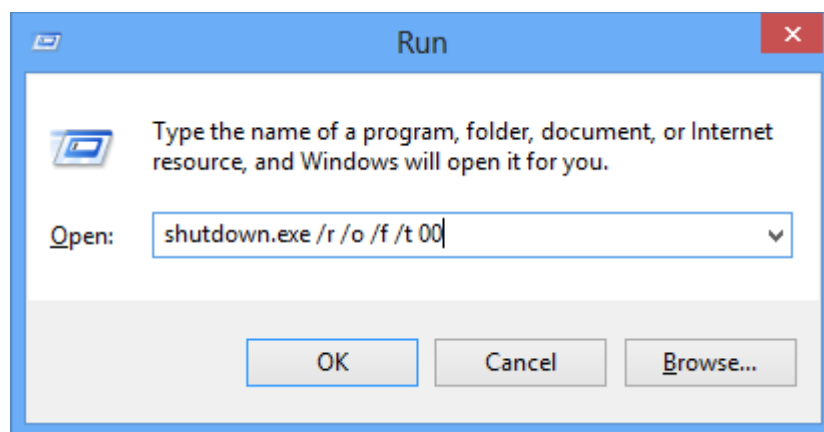 Run
Type the name of a program, folder, document, or Internet
resource, and Windows will open it for you.
Open: shutdown.exe /r /o /f /t 00
OK Cancel Browse...